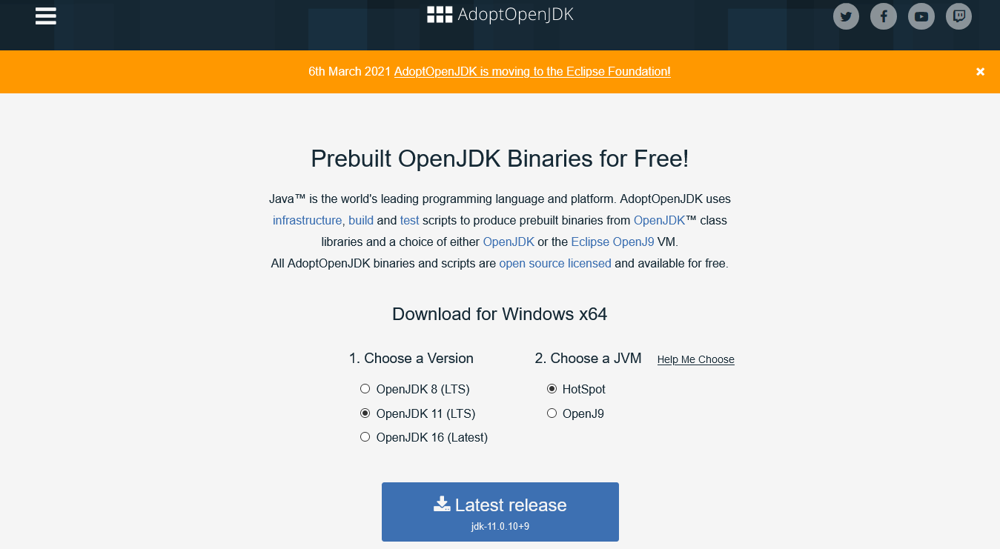 AdoptOpenJDK
6th March 2021 AdoptOpenJDK is moving to the Eclipse Foundation!
Prebuilt OpenJDK Binaries for Free!
Java™ is the world's leading programming language and platform. AdoptOpenJDK uses
infrastructure, build and test scripts to produce prebuilt binaries from OpenJDK™ class
libraries and a choice of either OpenJDK or the Eclipse OpenJ9 VM.
All AdoptOpenJDK binaries and scripts are open source licensed and available for free.
Download for Windows x64
1. Choose a Version
OpenJDK 8 (LTS)
OpenJDK 11 (LTS)
OpenJDK 16 (Latest)
2. Choose a JVM Help Me Choose
HotSpot
OpenJ9
Latest release
jdk-11.0.10+9